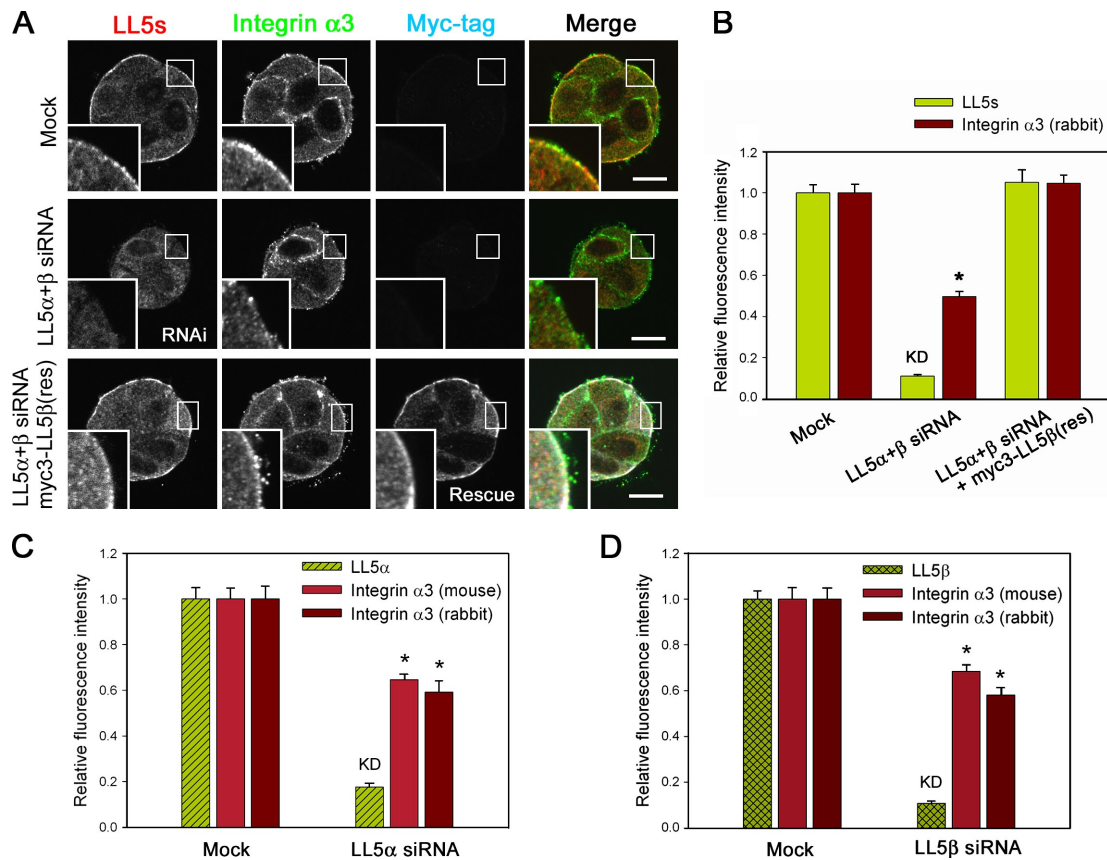 A
LL5s
Integrin α3
Myc-tag
Merge
Mock
LL5α+β siRNA
RNAi
LL5α+β siRNA
myc3-LL5β(res)
Rescue
B
LL5s
Integrin α3 (rabbit)
Relative fluorescence intensity
1.2
1.0
0.8
0.6
0.4
0.2
0.0
KD
*
Mock
LL5α+β siRNA
LL5α+β siRNA
+ myc3-LL5β(res)
C
LL5α
Integrin α3 (mouse)
Integrin α3 (rabbit)
Relative fluorescence intensity
1.2
1.0
0.8
0.6
0.4
0.2
0.0
KD
* *
Mock
LL5α siRNA
D
LL5β
Integrin α3 (mouse)
Integrin α3 (rabbit)
Relative fluorescence intensity
1.2
1.0
0.8
0.6
0.4
0.2
0.0
KD
*
*
Mock
LL5β siRNA